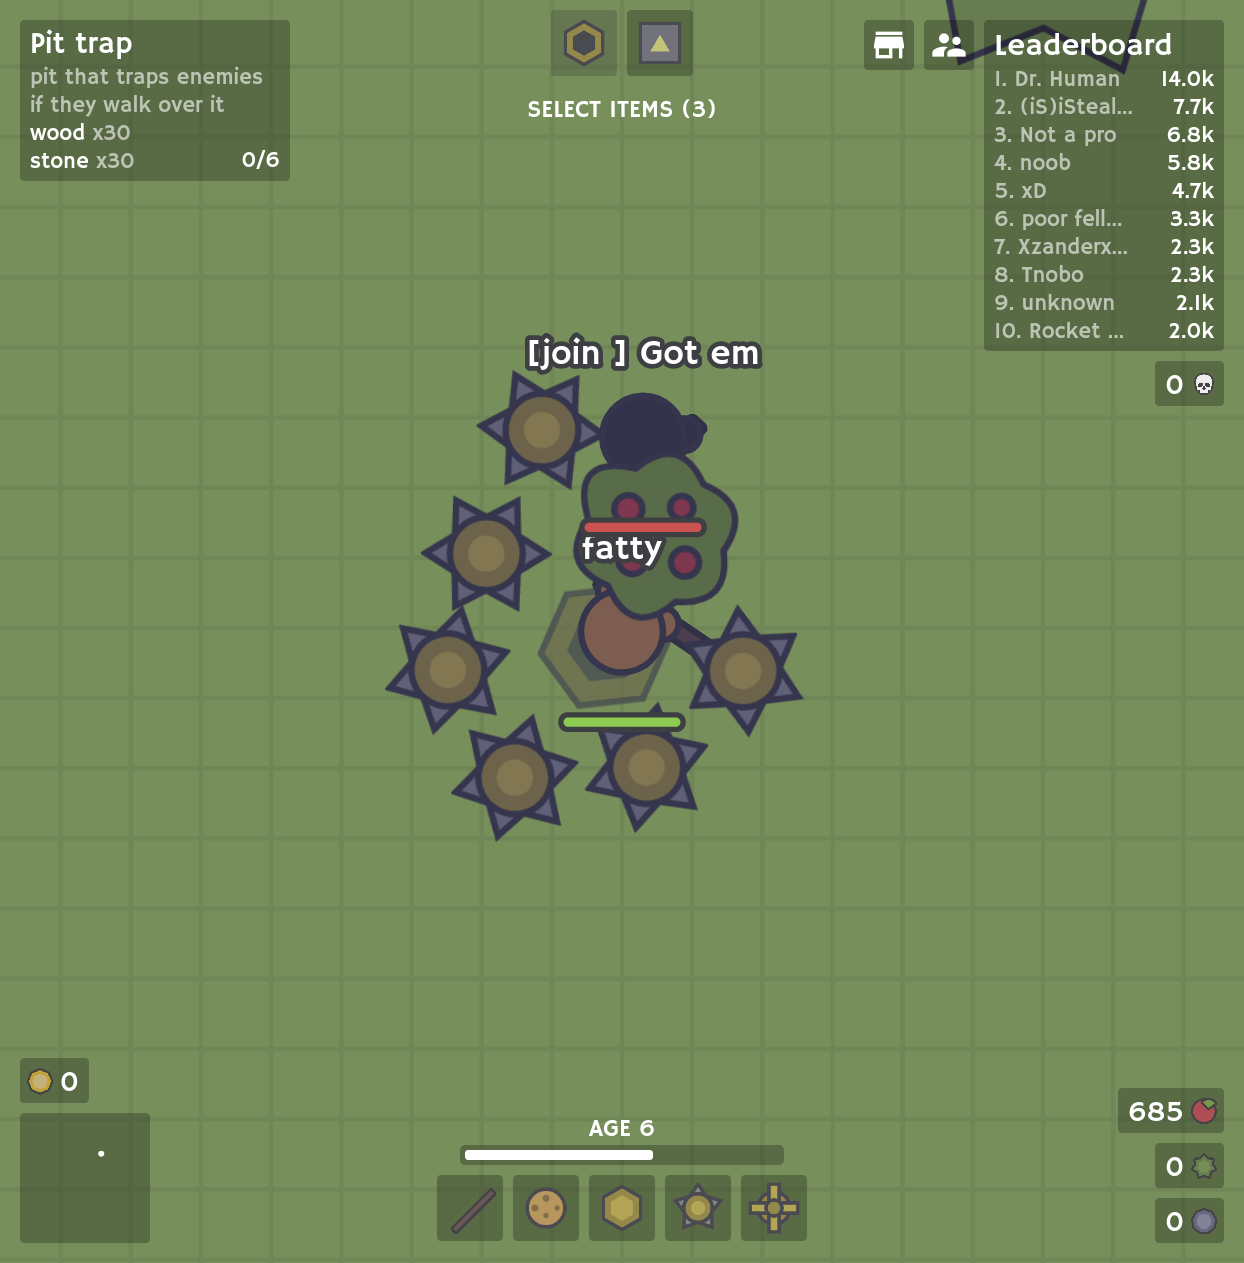 Pit trap
pit that traps enemies
if they walk over it
wood x30
stone x30 0/6
SELECT ITEMS (3)
Leaderboard
1. Dr. Human 14.0k
2. (iS)iSteal... 7.7k
3. Not a pro 6.8k
4. noob 5.8k
5. xD 4.7k
6. poor fell... 3.3k
7. Xzanderx... 2.3k
8. Tnobo 2.3k
9. unknown 2.1k
10. Rocket ... 2.0k
0
[join ] Got em
fatty
0
AGE 6
685
0
0